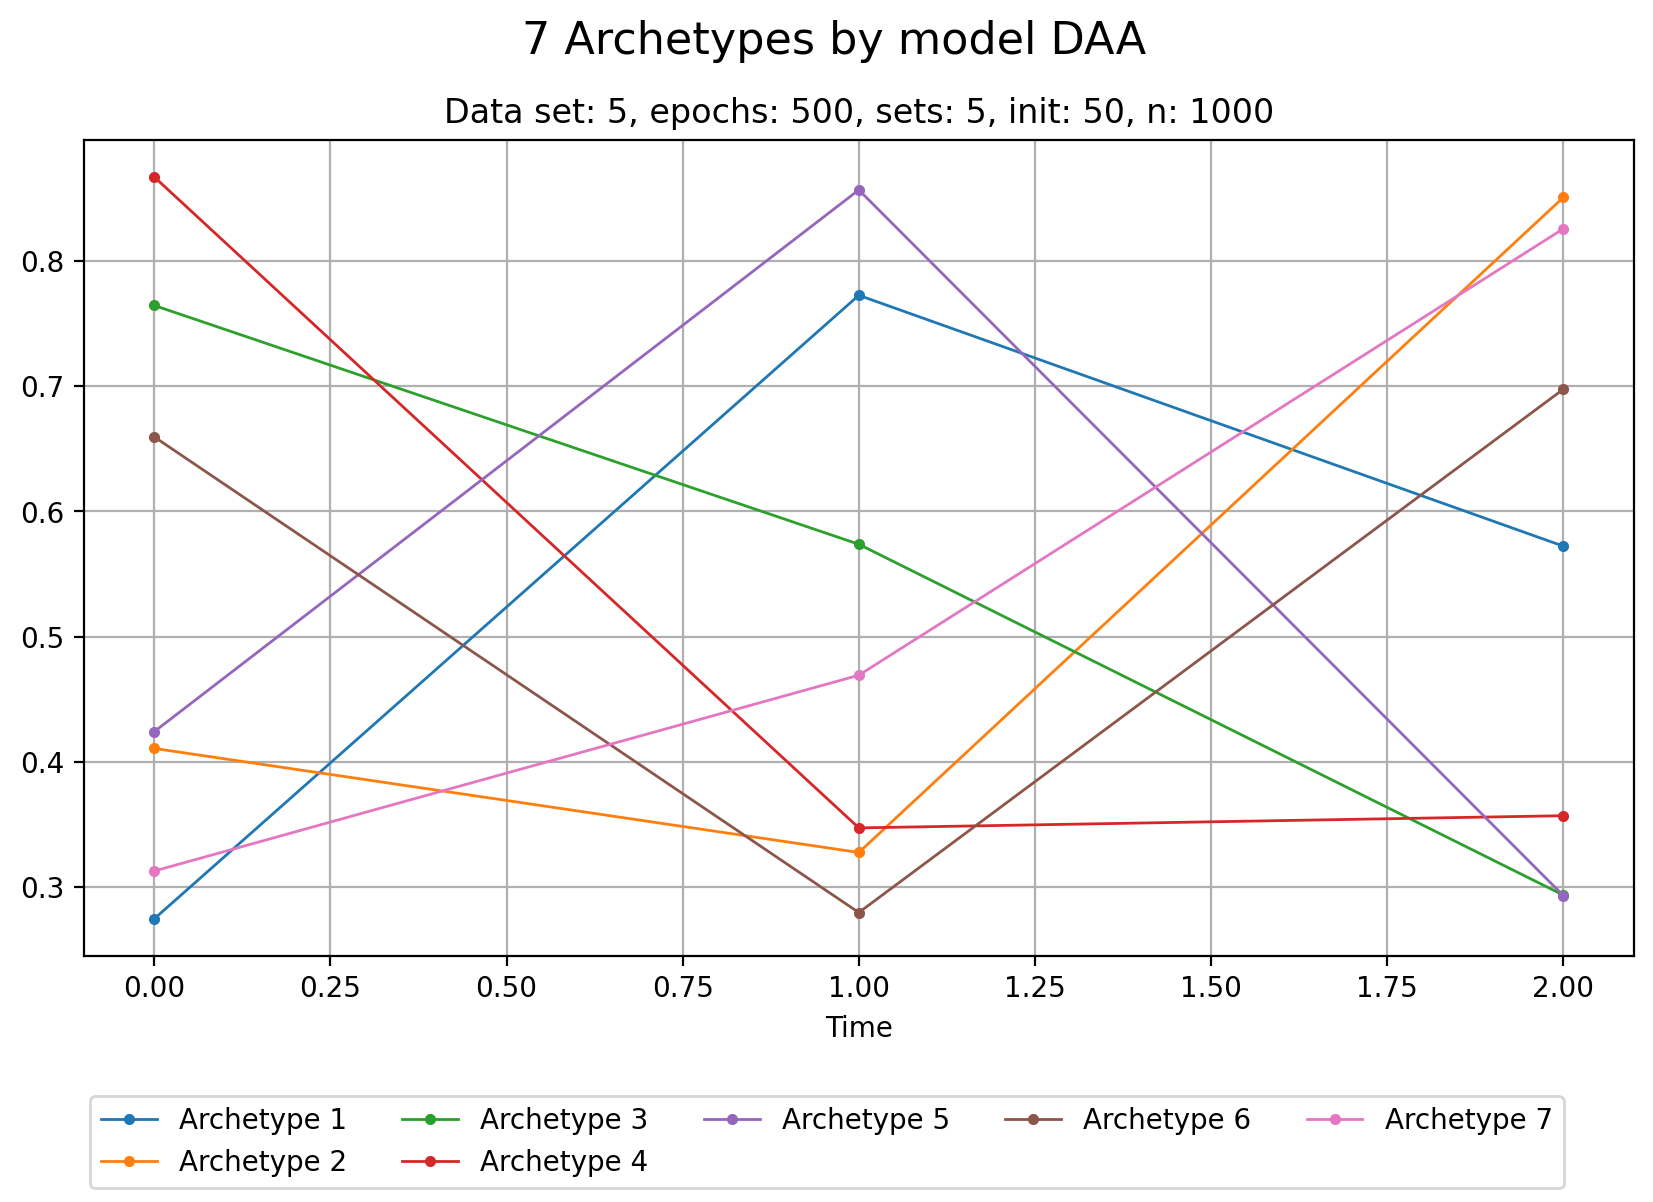 7 Archetypes by model DAA
Data set: 5, epochs: 500, sets: 5, init: 50, n: 1000
0.8
0.7
0.6
0.5
0.4
0.3
0.00 0.25 0.50 0.75 1.00 1.25 1.50 1.75 2.00
Time
Archetype 1 Archetype 3 Archetype 5 Archetype 6 Archetype 7
Archetype 2 Archetype 4